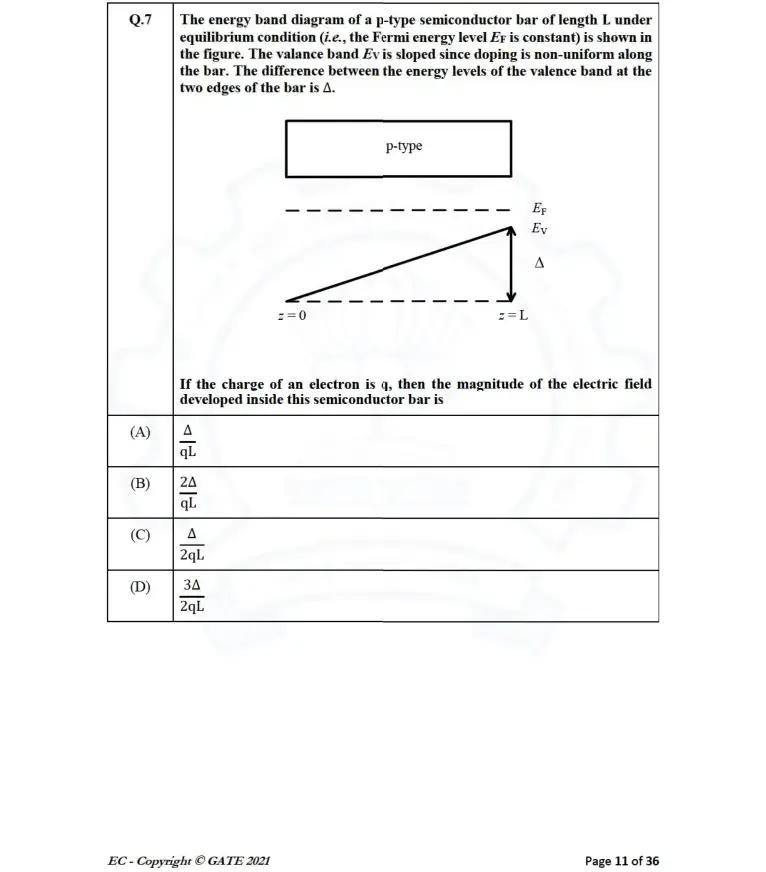 Q.7
The energy band diagram of a p-type semiconductor bar of length L under
equilibrium condition (i.e., the Fermi energy level EF is constant) is shown in
the figure. The valance band EV is sloped since doping is non-uniform along
the bar. The difference between the energy levels of the valence band at the
two edges of the bar is Δ.
p-type
EF
EV
Δ
z = 0
z = L
If the charge of an electron is q, then the magnitude of the electric field
developed inside this semiconductor bar is
(A)
Δ
qL
(B)
2Δ
qL
(C)
Δ
2qL
(D)
3Δ
2qL
EC - Copyright © GATE 2021
Page 11 of 36